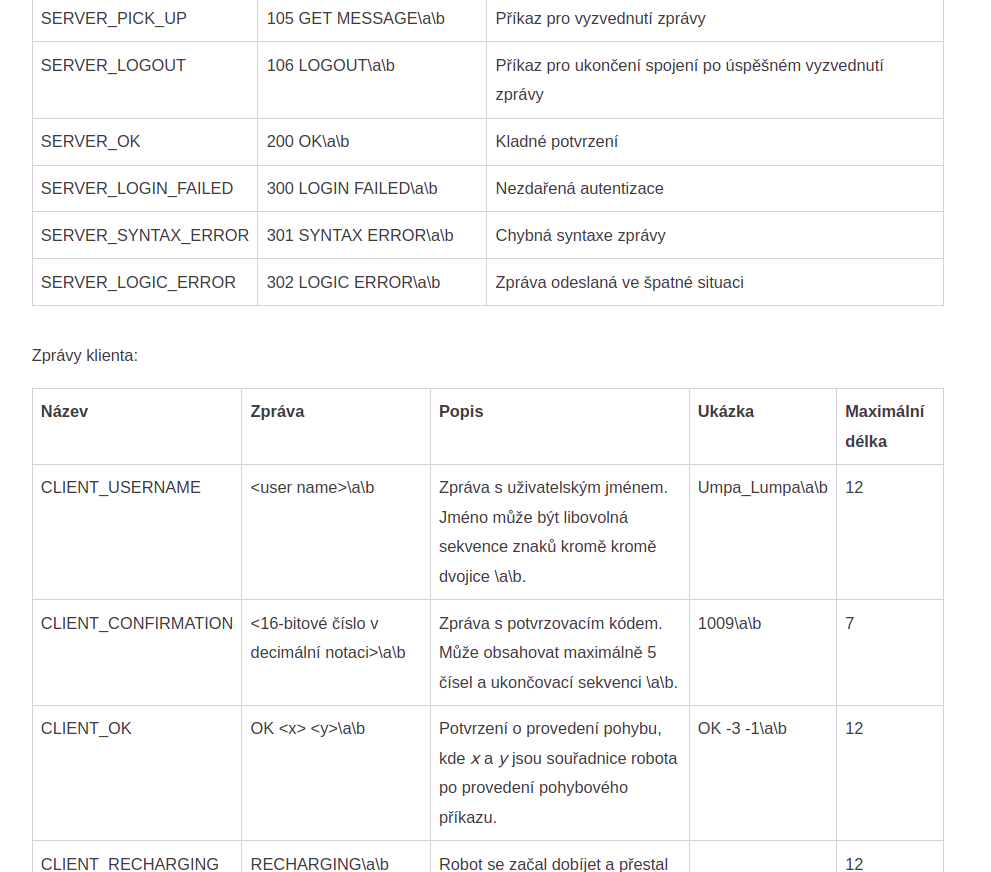 SERVER_PICK_UP 105 GET MESSAGE\a\b Příkaz pro vyzvednutí zprávy
SERVER_LOGOUT 106 LOGOUT\a\b Příkaz pro ukončení spojení po úspěšném vyzvednutí
zprávy
SERVER_OK 200 OK\a\b Kladné potvrzení
SERVER_LOGIN_FAILED 300 LOGIN FAILED\a\b Nezdařená autentizace
SERVER_SYNTAX_ERROR 301 SYNTAX ERROR\a\b Chybná syntaxe zprávy
SERVER_LOGIC_ERROR 302 LOGIC ERROR\a\b Zpráva odeslaná ve špatné situaci
Zprávy klienta:
Název Zpráva Popis Ukázka Maximální
délka
CLIENT_USERNAME <user name>\a\b Zpráva s uživatelským jménem. Umpa_Lumpa\a\b 12
Jméno může být libovolná
sekvence znaků kromě kromě
dvojice \a\b.
CLIENT_CONFIRMATION <16-bitové číslo v Zpráva s potvrzovacím kódem. 1009\a\b 7
decimální notaci>\a\b Může obsahovat maximálně 5
čísel a ukončovací sekvenci \a\b.
CLIENT_OK OK <x> <y>\a\b Potvrzení o provedení pohybu, OK -3 -1\a\b 12
kde x a y jsou souřadnice robota
po provedení pohybového
příkazu.
CLIENT_RECHARGING RECHARGING\a\b Robot se začal dobíjet a přestal 12